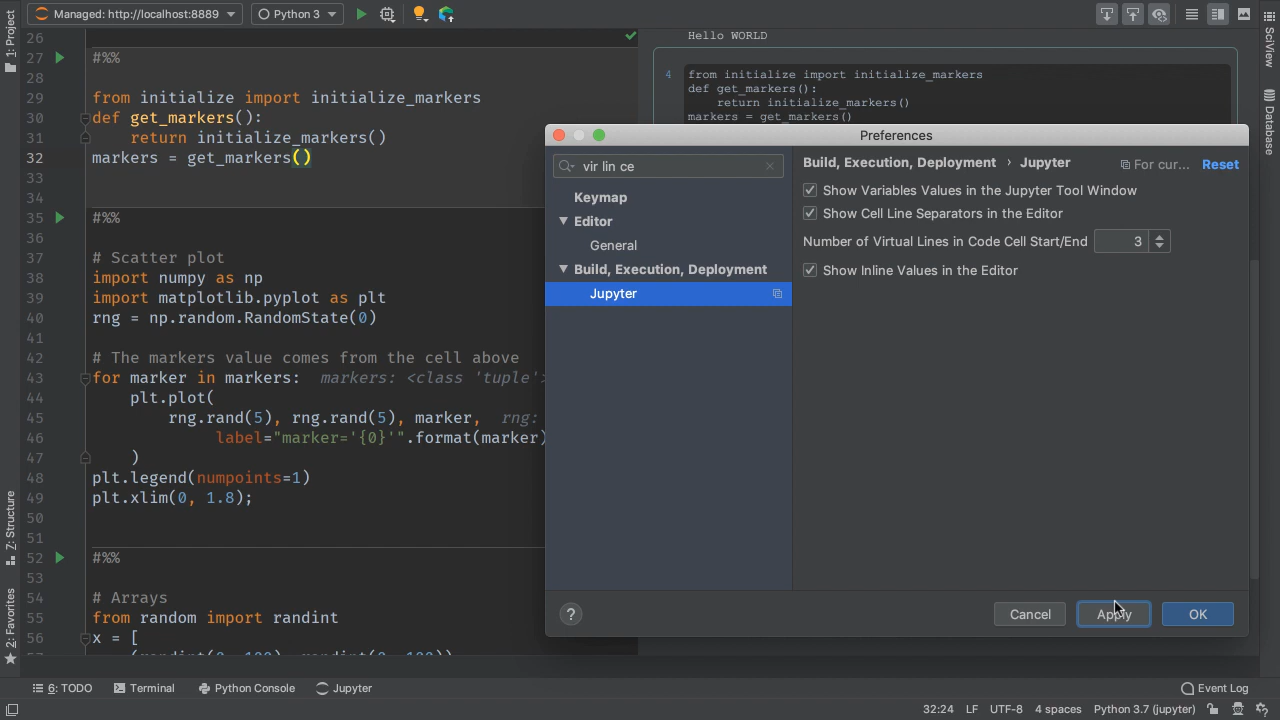 Managed: http://localhost:8889
Python 3
1: Project
Z: Structure
2: Favorites
SciView
Database
26
27 #%%
28
29 from initialize import initialize_markers
30 def get_markers():
31 return initialize_markers()
32 markers = get_markers()
33
34
35 #%%
36
37 # Scatter plot
38 import numpy as np
39 import matplotlib.pyplot as plt
40 rng = np.random.RandomState(0)
41
42 # The markers value comes from the cell above
43 for marker in markers: markers: <class 'tuple'>
44 plt.plot(
45 rng.rand(5), rng.rand(5), marker, rng:
46 label="marker='{0}'".format(marker)
47 )
48 plt.legend(numpoints=1)
49 plt.xlim(0, 1.8);
50
51
52 #%%
53
54 # Arrays
55 from random import randint
56 x = [
Hello WORLD
4 from initialize import initialize_markers
def get_markers():
return initialize_markers()
markers = get_markers()
Preferences
vir lin ce
Keymap
Editor
General
Build, Execution, Deployment
Jupyter
Build, Execution, Deployment › Jupyter
For cur...
Reset
Show Variables Values in the Jupyter Tool Window
Show Cell Line Separators in the Editor
Number of Virtual Lines in Code Cell Start/End 3
Show Inline Values in the Editor
?
Cancel
Apply
OK
6: TODO
Terminal
Python Console
Jupyter
Event Log
32:24 LF UTF-8 4 spaces Python 3.7 (jupyter)